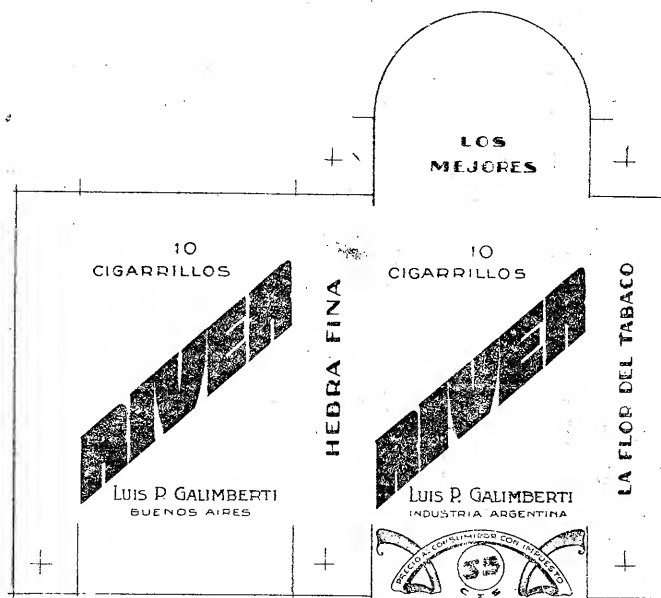 LOS
MEJORES
10
CIGARRILLOS
RIVER
LUIS P. GALIMBERTI
BUENOS AIRES
HEBRA FINA
10
CIGARRILLOS
RIVER
LUIS P. GALIMBERTI
INDUSTRIA ARGENTINA
PRECIO AL CONSUMIDOR CON IMPUESTO
35
CTS
LA FLOR DEL TABACO